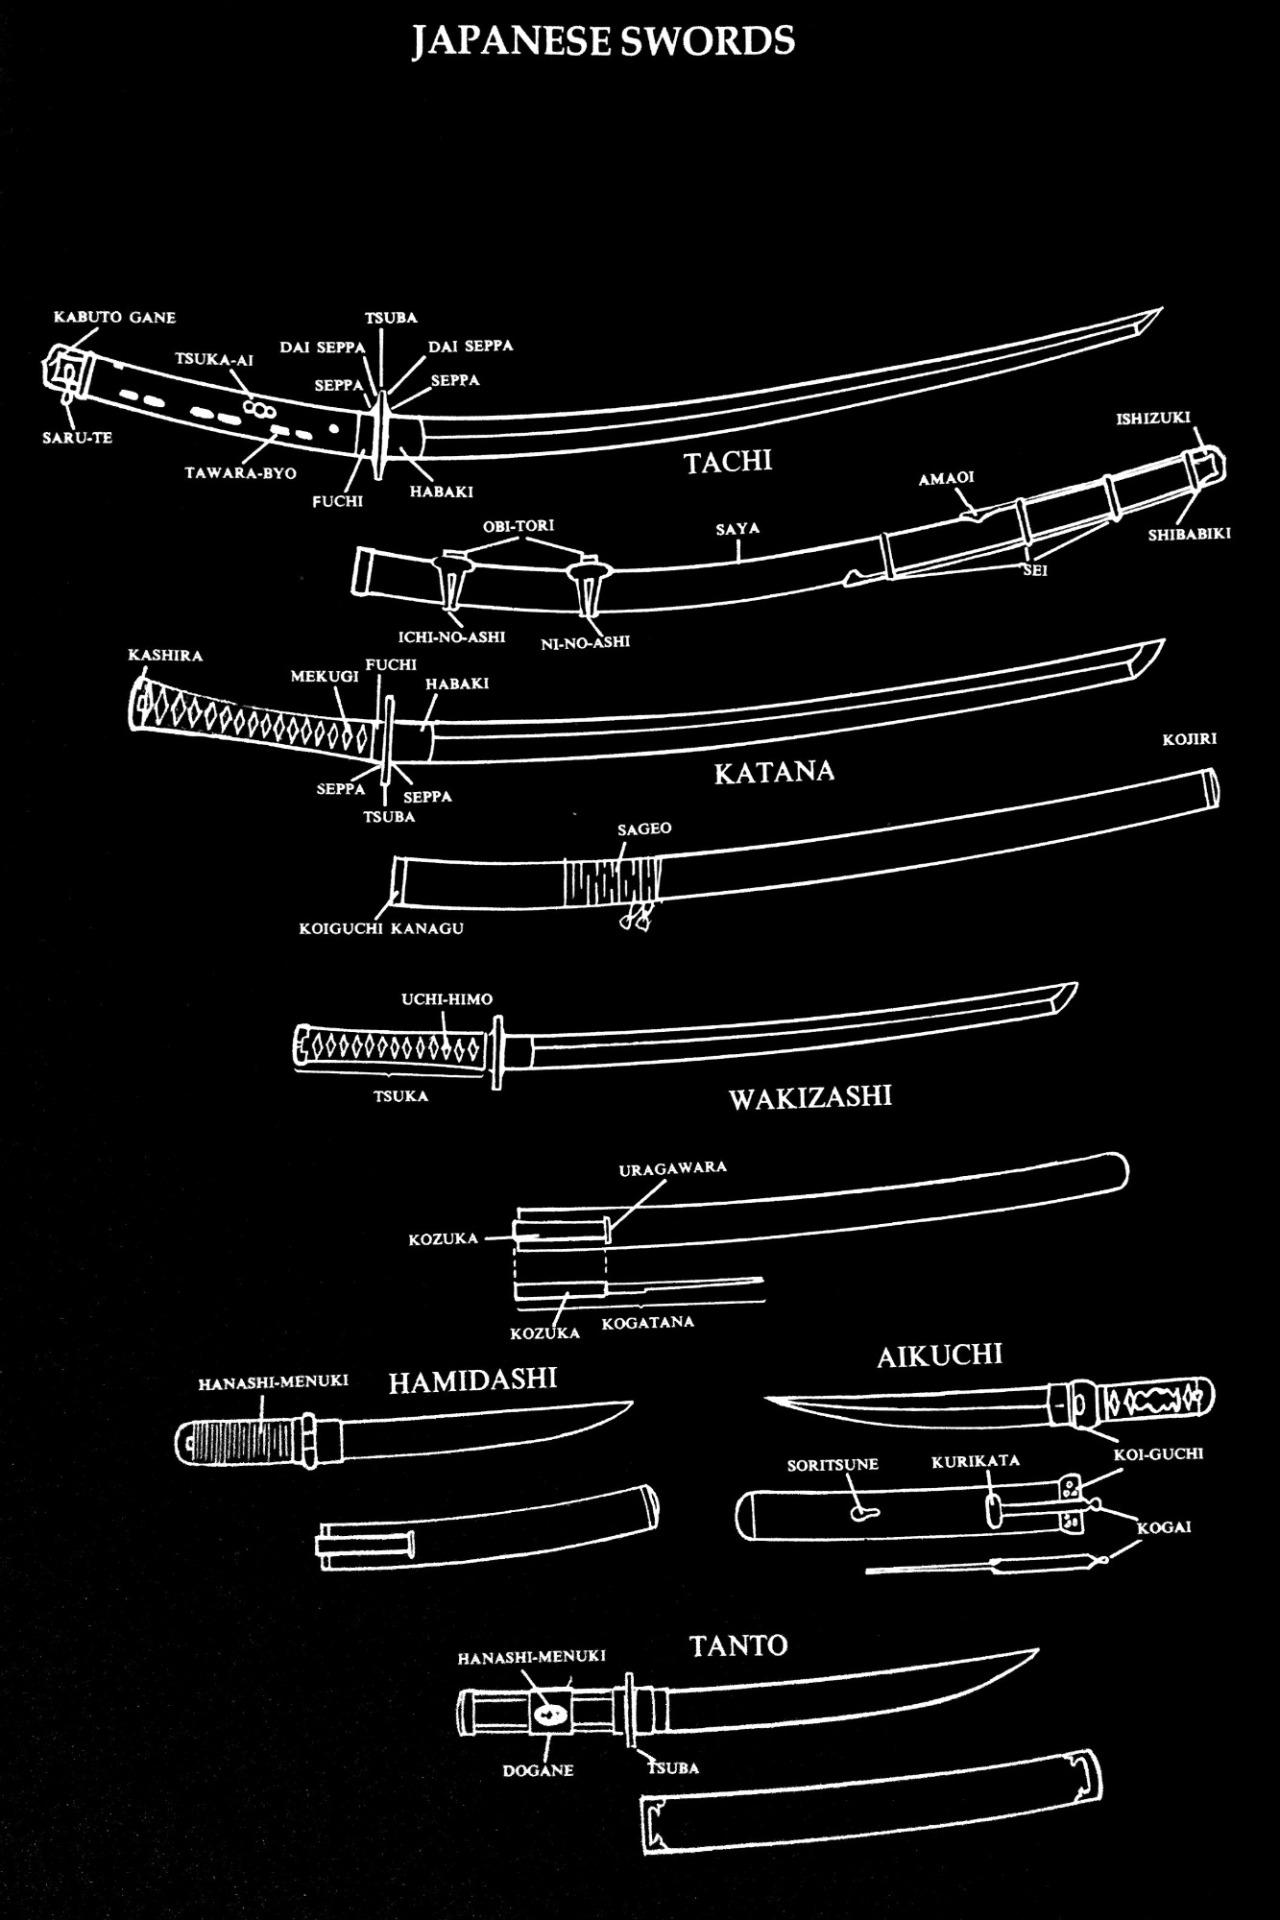 JAPANESE SWORDS
KABUTO GANE
TSUBA
TSUKA-AI
DAI SEPPA
DAI SEPPA
SEPPA
SEPPA
SARU-TE
TAWARA-BYO
FUCHI
HABAKI
TACHI
ISHIZUKI
AMAOI
OBI-TORI
SAYA
SHIBABIKI
SEI
ICHI-NO-ASHI
NI-NO-ASHI
KASHIRA
MEKUGI
FUCHI
HABAKI
SEPPA
SEPPA
TSUBA
KATANA
KOJIRI
SAGEO
KOIGUCHI KANAGU
UCHI-HIMO
TSUKA
WAKIZASHI
URAGAWARA
KOZUKA
KOZUKA
KOGATANA
HANASHI-MENUKI
HAMIDASHI
AIKUCHI
KOI-GUCHI
SORITSUNE
KURIKATA
KOGAI
HANASHI-MENUKI
TANTO
DOGANE
TSUBA